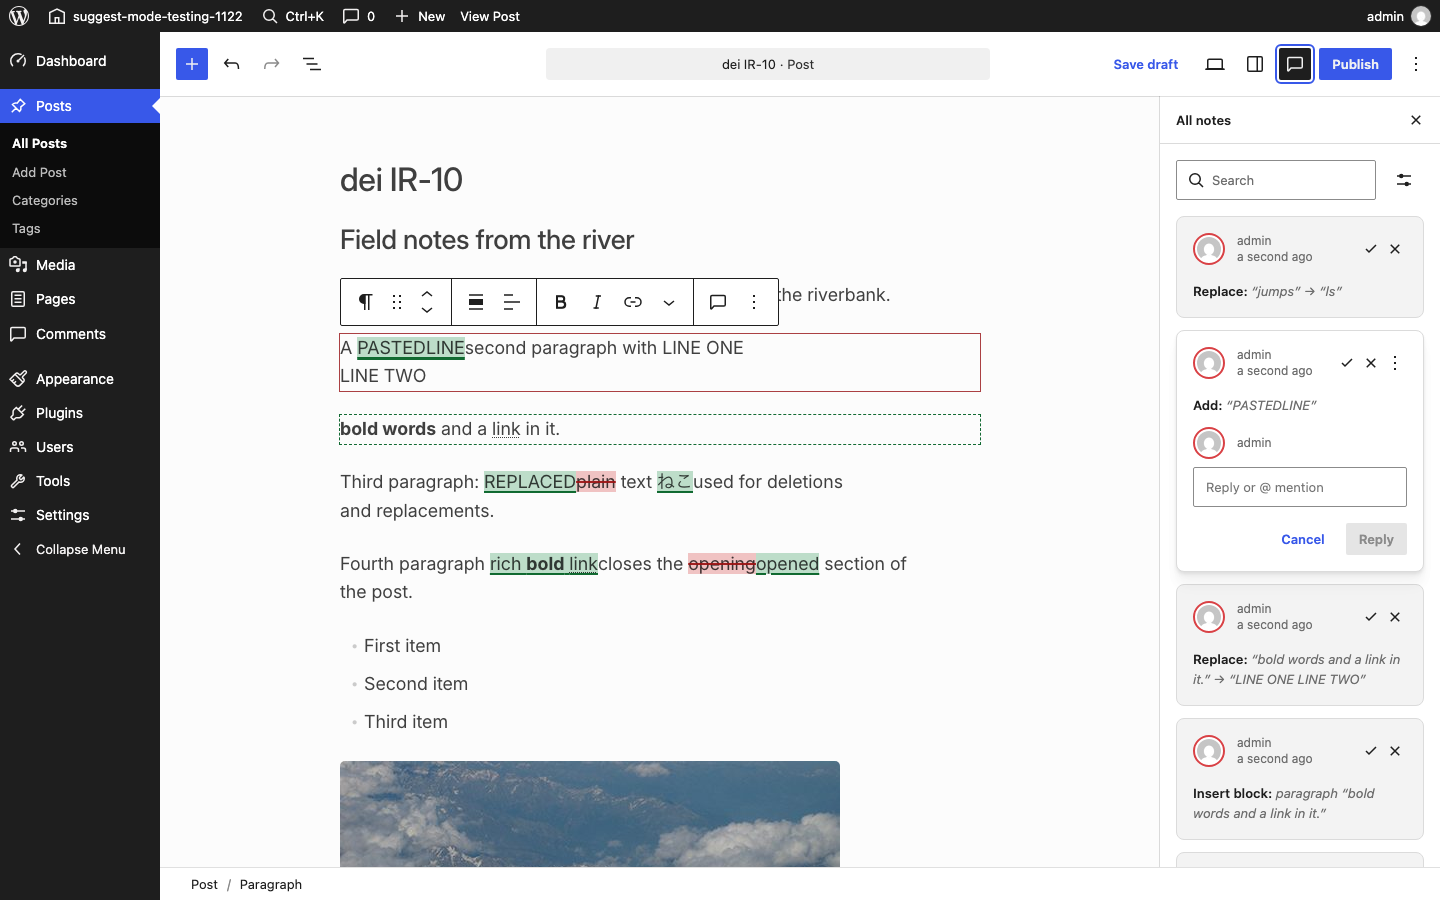 suggest-mode-testing-1122
Ctrl+K
0
New
View Post
admin
Dashboard
Posts
All Posts
Add Post
Categories
Tags
Media
Pages
Comments
Appearance
Plugins
Users
Tools
Settings
Collapse Menu
dei IR-10 · Post
Save draft
Publish
dei IR-10
Field notes from the river
B I
the riverbank.
A PASTEDLINEsecond paragraph with LINE ONE
LINE TWO
bold words and a link in it.
Third paragraph: REPLACEDplain text ねこused for deletions
and replacements.
Fourth paragraph rich bold linkcloses the openingopened section of
the post.
First item
Second item
Third item
Post / Paragraph
All notes
Search
admin
a second ago
Replace: “jumps” → “ls”
admin
a second ago
Add: “PASTEDLINE”
admin
Reply or @ mention
Cancel
Reply
admin
a second ago
Replace: “bold words and a link in
it.” → “LINE ONE LINE TWO”
admin
a second ago
Insert block: paragraph “bold
words and a link in it.”